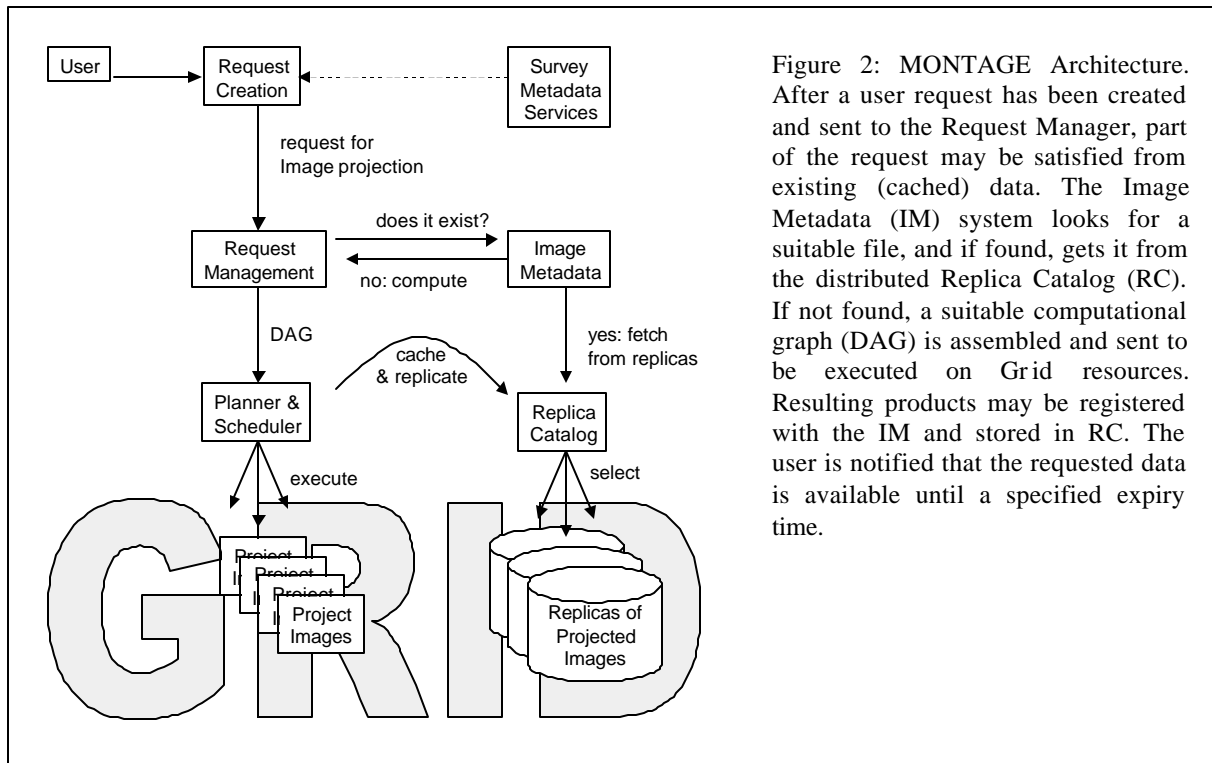 User
Request
Creation
Survey
Metadata
Services
request for
Image projection
does it exist?
Request
Management
Image
Metadata
no: compute
DAG
yes: fetch
from replicas
cache
& replicate
Planner &
Scheduler
Replica
Catalog
execute
select
GRID
Project
Project
Project
Project
Images
Replicas of
Projected
Images
Figure 2: MONTAGE Architecture.
After a user request has been created
and sent to the Request Manager, part
of the request may be satisfied from
existing (cached) data. The Image
Metadata (IM) system looks for a
suitable file, and if found, gets it from
the distributed Replica Catalog (RC).
If not found, a suitable computational
graph (DAG) is assembled and sent to
be executed on Grid resources.
Resulting products may be registered
with the IM and stored in RC. The
user is notified that the requested data
is available until a specified expiry
time.